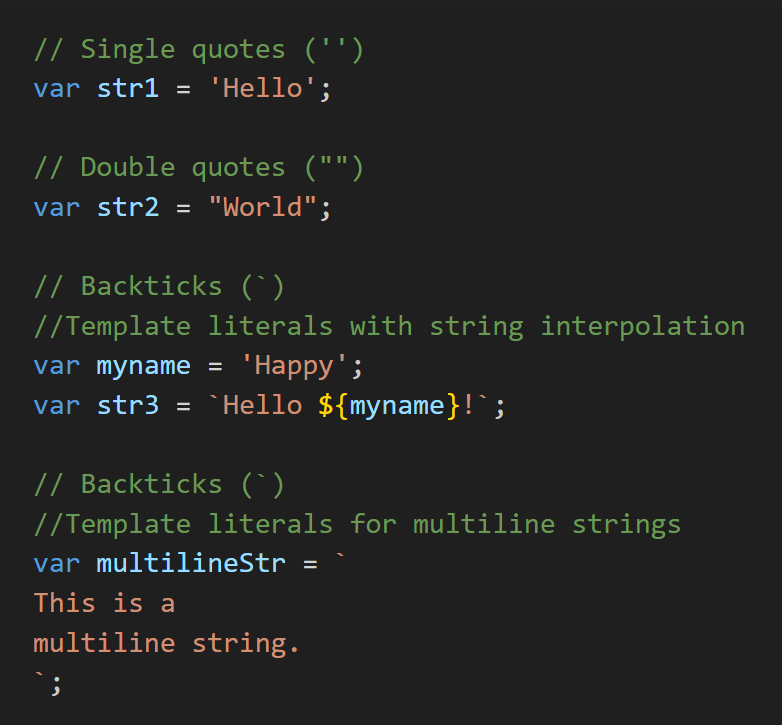 // Single quotes ('')
var str1 = 'Hello';
// Double quotes ("")
var str2 = "World";
// Backticks (`)
//Template literals with string interpolation
var myname = 'Happy';
var str3 = `Hello ${myname}!`;
// Backticks (`)
//Template literals for multiline strings
var multilineStr = `
This is a
multiline string.
`;